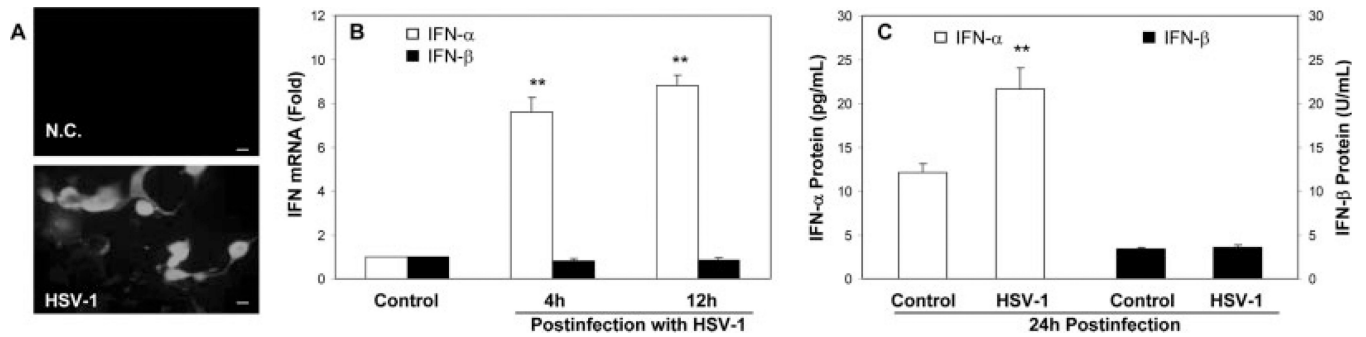 A
N.C.
HSV-1
B
IFN-α
IFN-β
IFN mRNA (Fold)
12
10
8
6
4
2
0
**
**
Control
4h
12h
Postinfection with HSV-1
C
IFN-α
IFN-β
IFN-α Protein (pg/mL)
30
25
20
15
10
5
0
**
Control
HSV-1
Control
HSV-1
24h Postinfection
30
25
20
15
10
5
0
IFN-β Protein (U/mL)